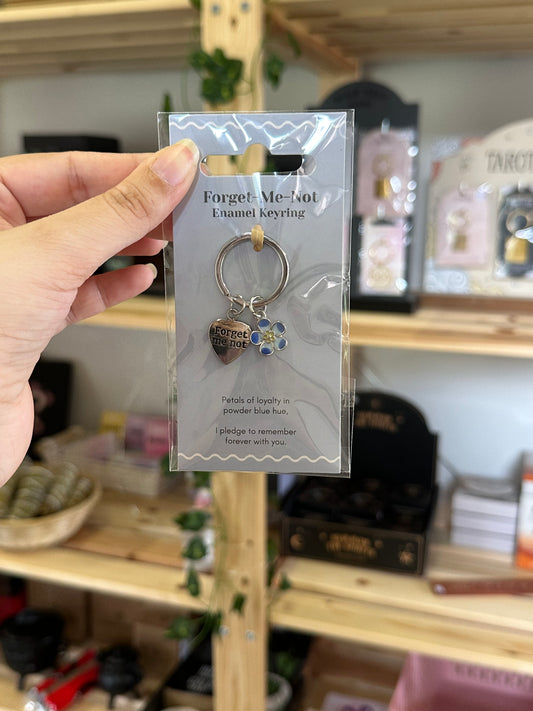 Forget-Me-Not
Enamel Keyring
Forget
me not
Petals of loyalty in
powder blue hue,
I pledge to remember
forever with you.
TAROT